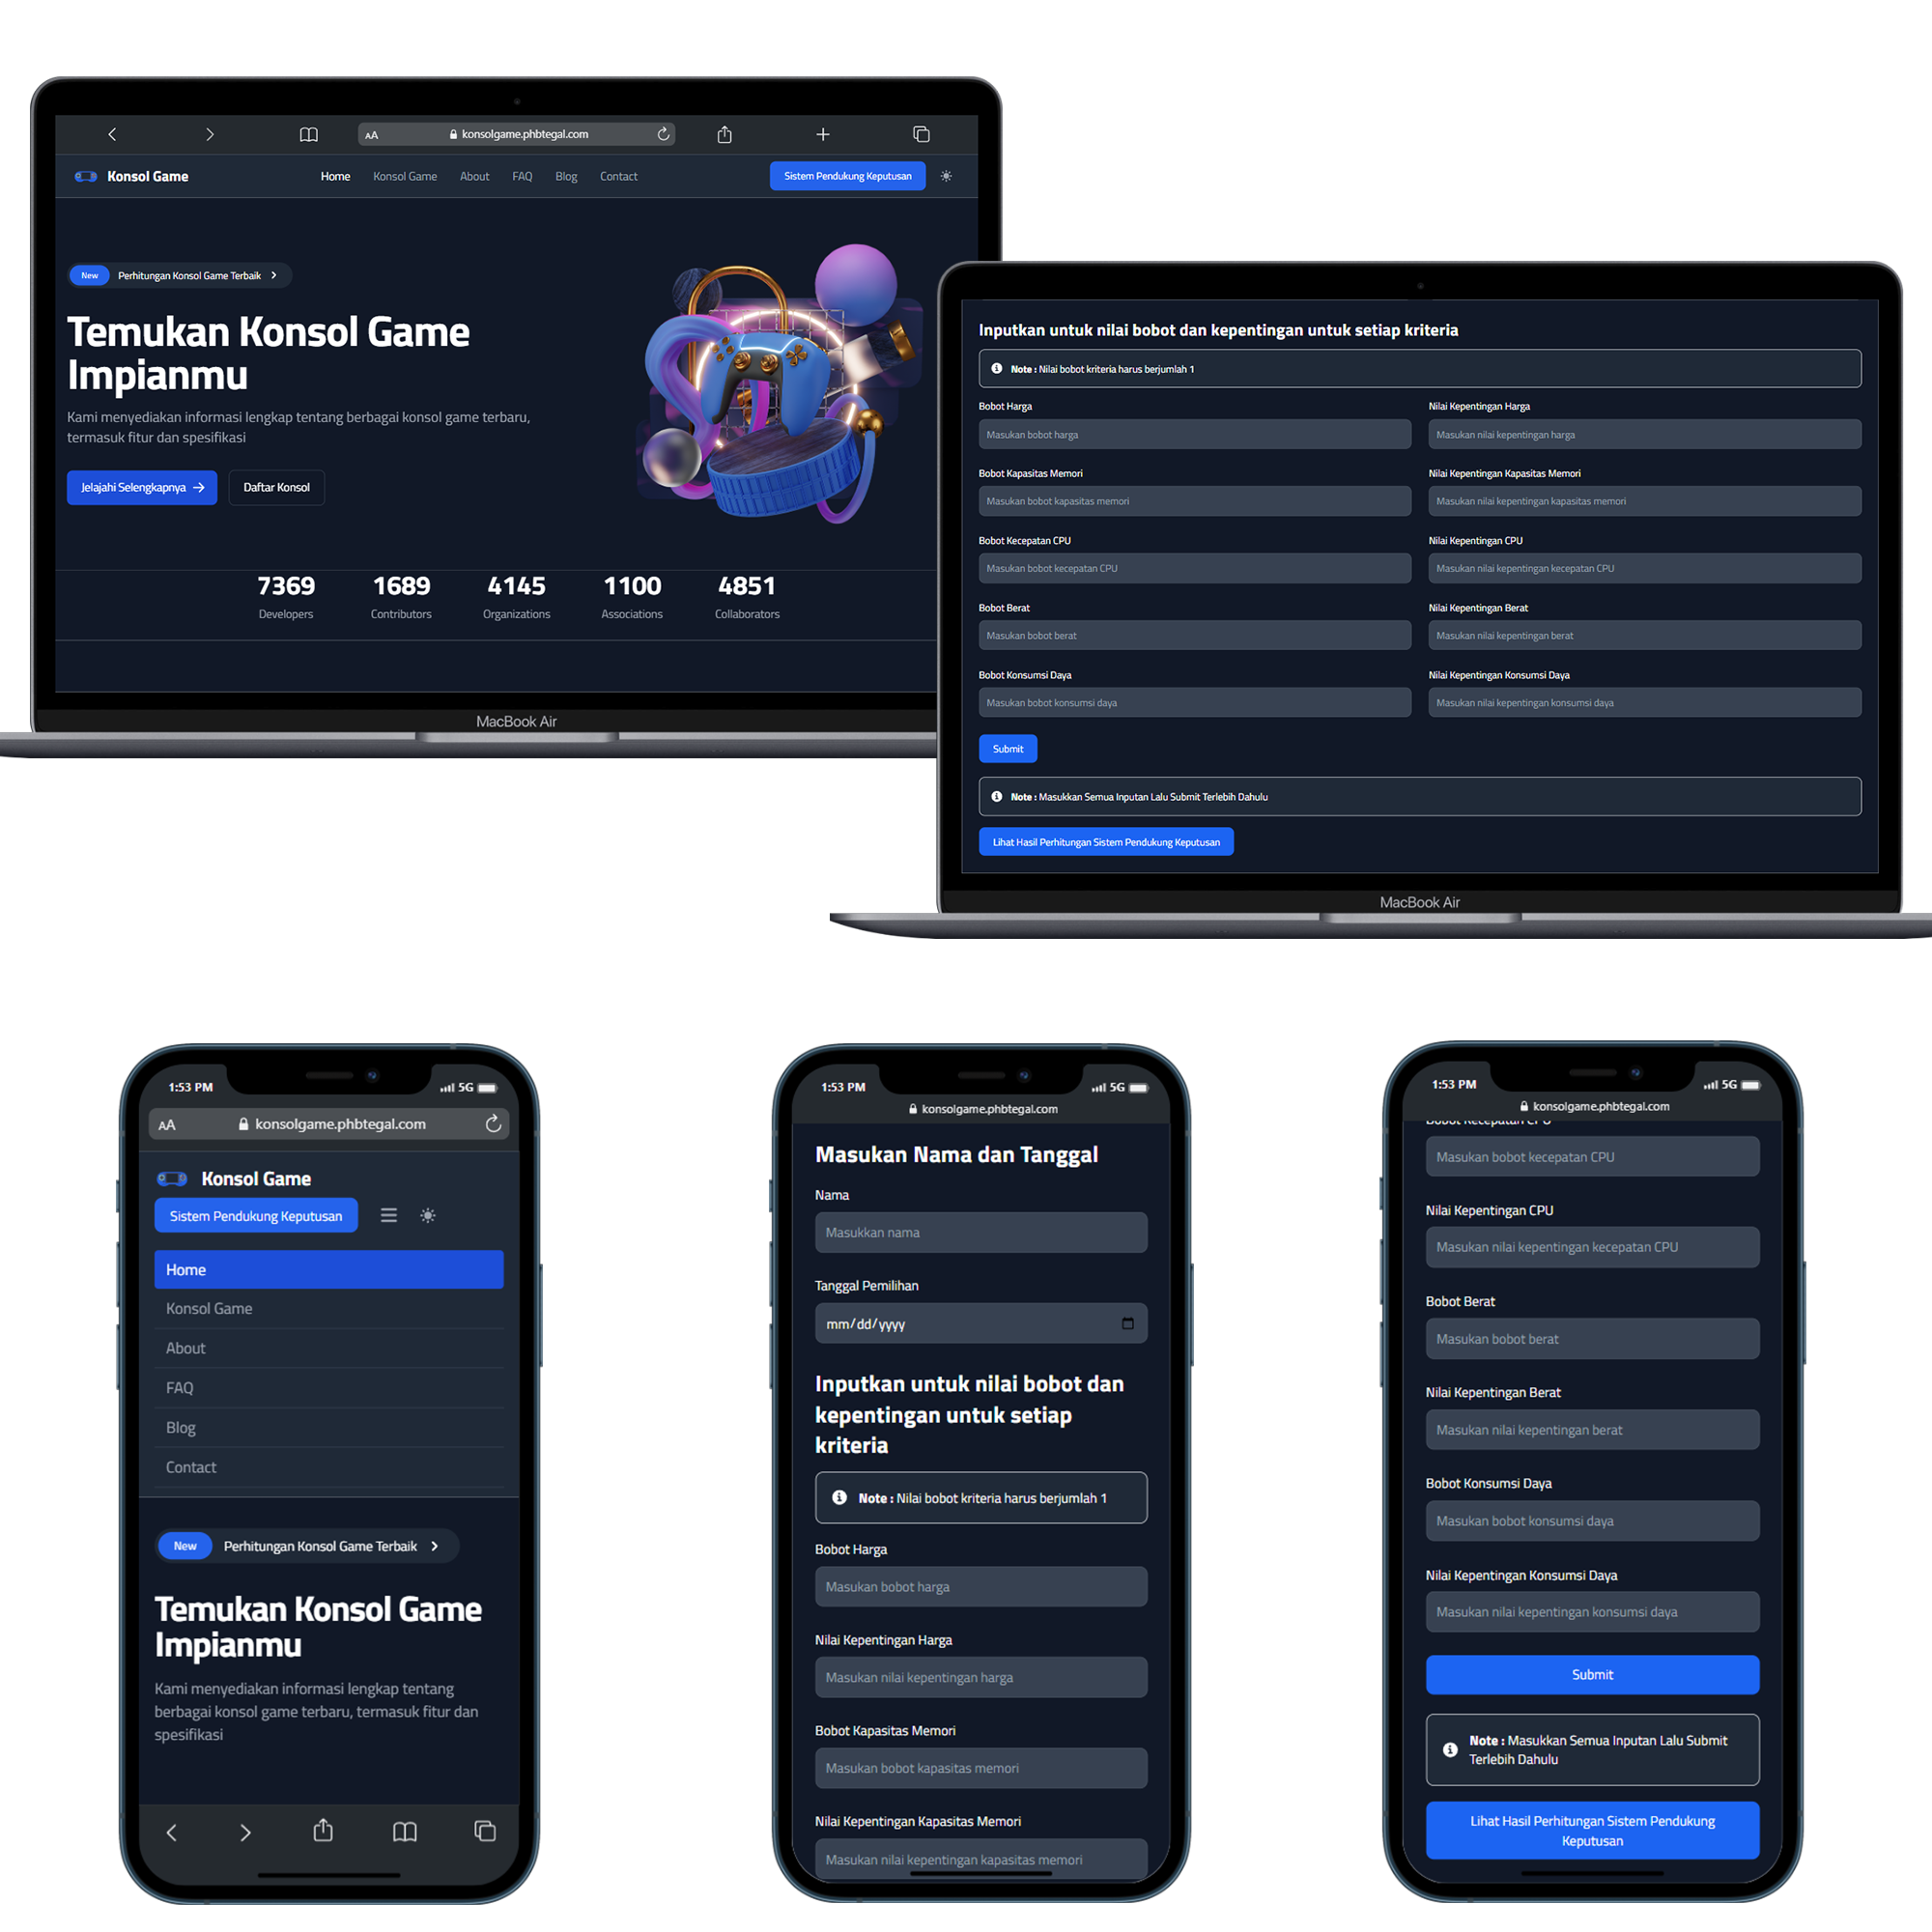 AA konsolgame.phbtegal.com
Konsol Game Home Konsol Game About FAQ Blog Contact Sistem Pendukung Keputusan
New Perhitungan Konsol Game Terbaik
Temukan Konsol Game
Impianmu
Kami menyediakan informasi lengkap tentang berbagai konsol game terbaru,
termasuk fitur dan spesifikasi
Jelajahi Selengkapnya Daftar Konsol
7369 1689 4145 1100 4851
Developers Contributors Organizations Associations Collaborators
MacBook Air
Inputkan untuk nilai bobot dan kepentingan untuk setiap kriteria
Note : Nilai bobot kriteria harus berjumlah 1
Bobot Harga Nilai Kepentingan Harga
Masukan bobot harga Masukan nilai kepentingan harga
Bobot Kapasitas Memori Nilai Kepentingan Kapasitas Memori
Masukan bobot kapasitas memori Masukan nilai kepentingan kapasitas memori
Bobot Kecepatan CPU Nilai Kepentingan CPU
Masukan bobot kecepatan CPU Masukan nilai kepentingan kecepatan CPU
Bobot Berat Nilai Kepentingan Berat
Masukan bobot berat Masukan nilai kepentingan berat
Bobot Konsumsi Daya Nilai Kepentingan Konsumsi Daya
Masukan bobot konsumsi daya Masukan nilai kepentingan konsumsi daya
Submit
Note : Masukkan Semua Inputan Lalu Submit Terlebih Dahulu
Lihat Hasil Perhitungan Sistem Pendukung Keputusan
MacBook Air
1:53 PM 5G
AA konsolgame.phbtegal.com
Konsol Game
Sistem Pendukung Keputusan
Home
Konsol Game
About
FAQ
Blog
Contact
New Perhitungan Konsol Game Terbaik
Temukan Konsol Game
Impianmu
Kami menyediakan informasi lengkap tentang
berbagai konsol game terbaru, termasuk fitur dan
spesifikasi
1:53 PM 5G
konsolgame.phbtegal.com
Masukan Nama dan Tanggal
Nama
Masukkan nama
Tanggal Pemilihan
mm/dd/yyyy
Inputkan untuk nilai bobot dan
kepentingan untuk setiap
kriteria
Note : Nilai bobot kriteria harus berjumlah 1
Bobot Harga
Masukan bobot harga
Nilai Kepentingan Harga
Masukan nilai kepentingan harga
Bobot Kapasitas Memori
Masukan bobot kapasitas memori
Nilai Kepentingan Kapasitas Memori
Masukan nilai kepentingan kapasitas memori
1:53 PM 5G
konsolgame.phbtegal.com
Bobot Kecepatan CPU
Masukan bobot kecepatan CPU
Nilai Kepentingan CPU
Masukan nilai kepentingan kecepatan CPU
Bobot Berat
Masukan bobot berat
Nilai Kepentingan Berat
Masukan nilai kepentingan berat
Bobot Konsumsi Daya
Masukan bobot konsumsi daya
Nilai Kepentingan Konsumsi Daya
Masukan nilai kepentingan konsumsi daya
Submit
Note : Masukkan Semua Inputan Lalu Submit
Terlebih Dahulu
Lihat Hasil Perhitungan Sistem Pendukung
Keputusan